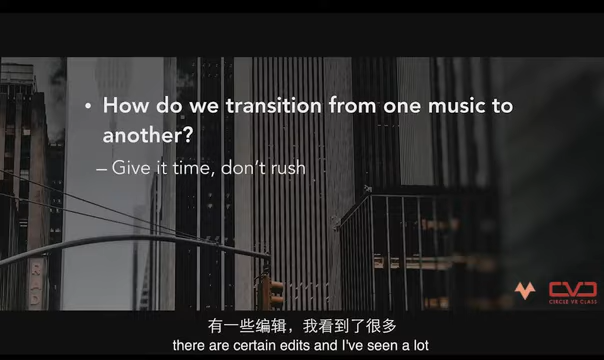 • How do we transition from one music to
another?
– Give it time, don't rush
CIRCLE VR CLASS
有一些编辑，我看到了很多
there are certain edits and I've seen a lot